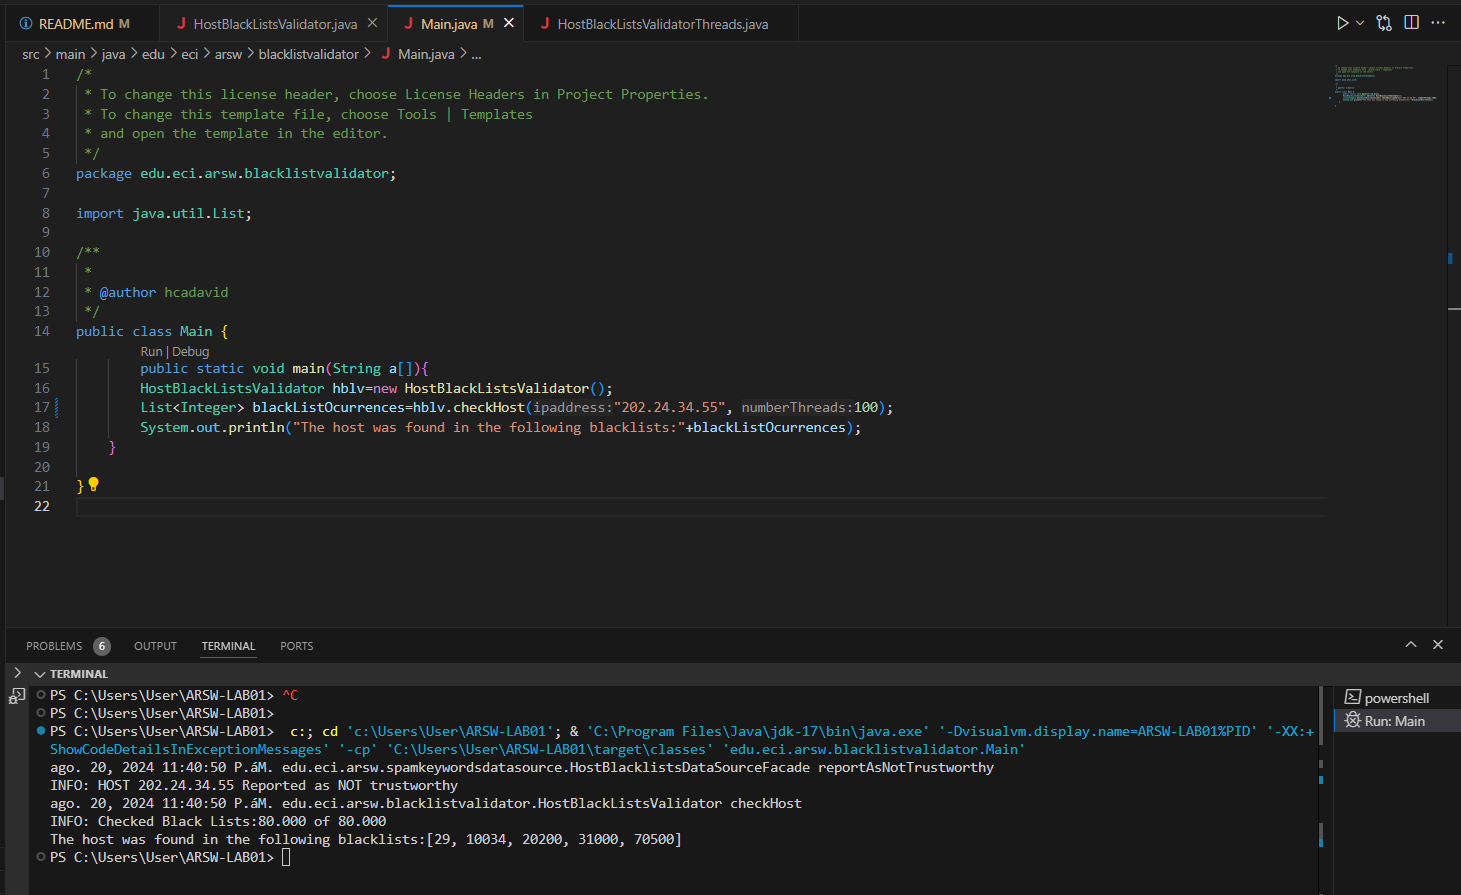 README.md M
HostBlackListsValidator.java
Main.java M
HostBlackListsValidatorThreads.java
src > main > java > edu > eci > arsw > blacklistvalidator > Main.java > ...
1 /*
2 * To change this license header, choose License Headers in Project Properties.
3 * To change this template file, choose Tools | Templates
4 * and open the template in the editor.
5 */
6 package edu.eci.arsw.blacklistvalidator;
7
8 import java.util.List;
9
10 /**
11 *
12 * @author hcadavid
13 */
14 public class Main {
Run | Debug
15 public static void main(String a[]){
16 HostBlackListsValidator hblv=new HostBlackListsValidator();
17 List<Integer> blackListOcurrences=hblv.checkHost(ipaddress:"202.24.34.55", numberThreads:100);
18 System.out.println("The host was found in the following blacklists:"+blackListOcurrences);
19 }
20
21 }
22
PROBLEMS 6 OUTPUT TERMINAL PORTS
TERMINAL
PS C:\Users\User\ARSW-LAB01> ^C
PS C:\Users\User\ARSW-LAB01>
PS C:\Users\User\ARSW-LAB01> c:; cd 'c:\Users\User\ARSW-LAB01'; & 'C:\Program Files\Java\jdk-17\bin\java.exe' '-Dvisualvm.display.name=ARSW-LAB01%PID' '-XX:+
ShowCodeDetailsInExceptionMessages' '-cp' 'C:\Users\User\ARSW-LAB01\target\classes' 'edu.eci.arsw.blacklistvalidator.Main'
ago. 20, 2024 11:40:50 P.áM. edu.eci.arsw.spamkeywordsdatasource.HostBlacklistsDataSourceFacade reportAsNotTrustworthy
INFO: HOST 202.24.34.55 Reported as NOT trustworthy
ago. 20, 2024 11:40:50 P.áM. edu.eci.arsw.blacklistvalidator.HostBlackListsValidator checkHost
INFO: Checked Black Lists:80.000 of 80.000
The host was found in the following blacklists:[29, 10034, 20200, 31000, 70500]
PS C:\Users\User\ARSW-LAB01>
powershell
Run: Main